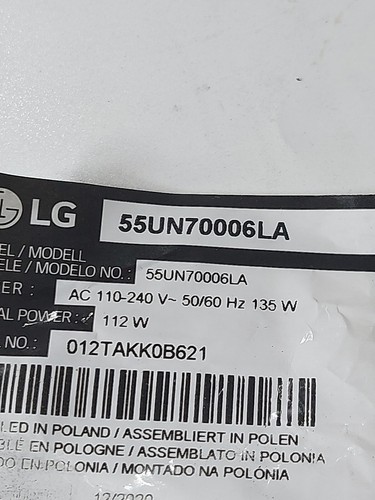 LG 55UN70006LA
EL / MODELL
ELE / MODELO NO.: 55UN70006LA
ER : AC 110-240 V~ 50/60 Hz 135 W
AL POWER : 112 W
L NO.: 012TAKK0B621
LED IN POLAND / ASSEMBLIERT IN POLEN
BLÉ EN POLOGNE / ASSEMBLATO IN POLONIA
DO EN POLONIA / MONTADO NA POLÓNIA
12/2020